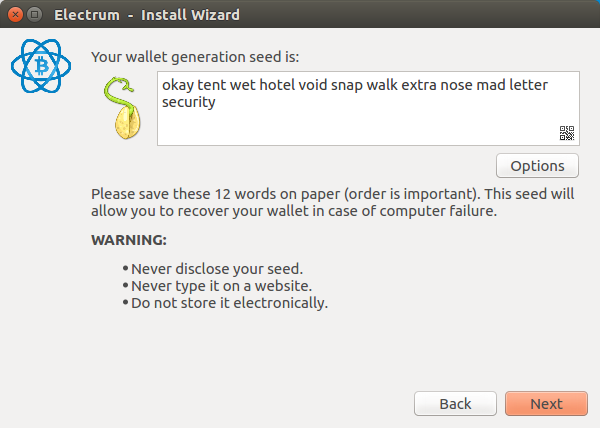 Electrum - Install Wizard
Your wallet generation seed is:
okay tent wet hotel void snap walk extra nose mad letter
security
Options
Please save these 12 words on paper (order is important). This seed will
allow you to recover your wallet in case of computer failure.
WARNING:
• Never disclose your seed.
• Never type it on a website.
• Do not store it electronically.
Back
Next